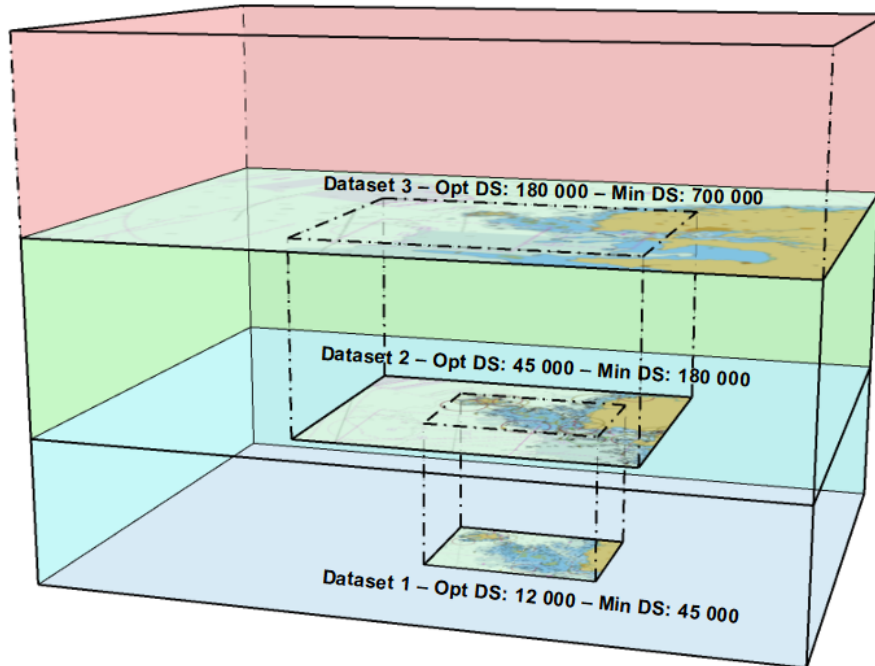 Dataset 3 – Opt DS: 180 000 – Min DS: 700 000
Dataset 2 – Opt DS: 45 000 – Min DS: 180 000
Dataset 1 – Opt DS: 12 000 – Min DS: 45 000